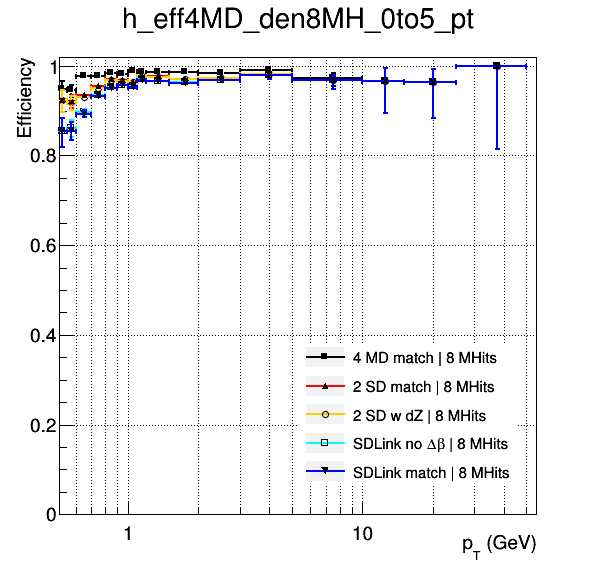 h_eff4MD_den8MH_0to5_pt
Efficiency
1
0.8
0.6
0.4
0.2
0
4 MD match | 8 MHits
2 SD match | 8 MHits
2 SD w dZ | 8 MHits
SDLink no Δβ | 8 MHits
SDLink match | 8 MHits
1
10
p_T (GeV)